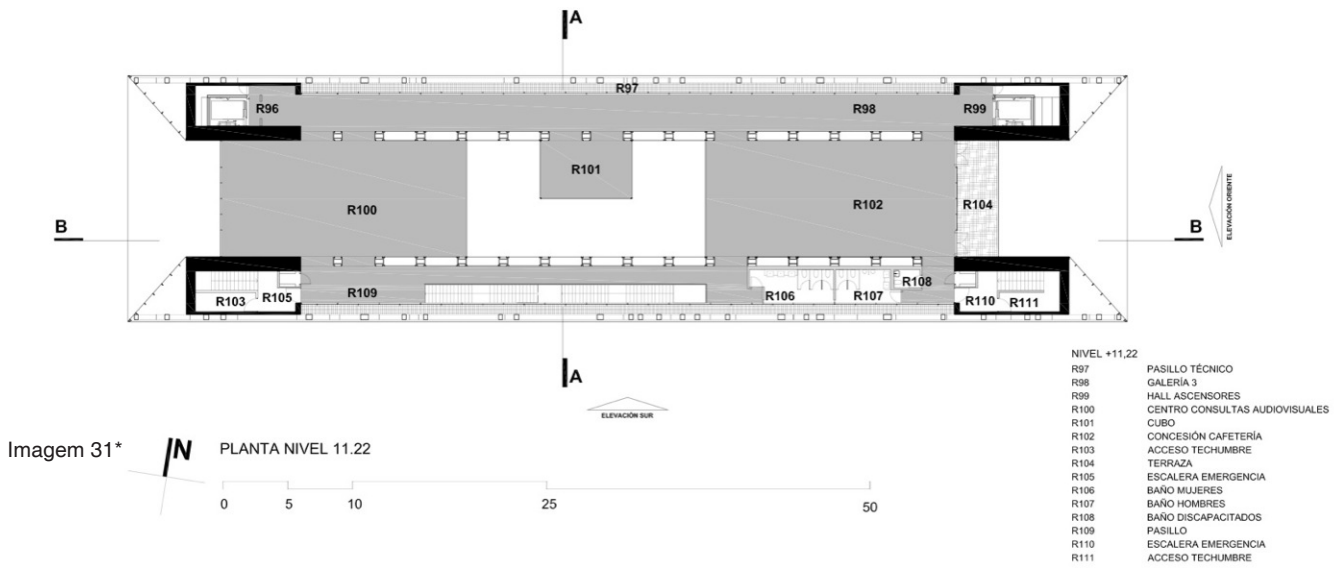 A
R97
R96
R98
R99
R101
R100
R102
R104
ELEVACIÓN ORIENTE
B
B
R103
R105
R109
R106
R107
R108
R110
R111
A
ELEVACIÓN SUR
Imagem 31*
N
PLANTA NIVEL 11.22
0 5 10 25 50
NIVEL +11,22
R97 PASILLO TÉCNICO
R98 GALERÍA 3
R99 HALL ASCENSORES
R100 CENTRO CONSULTAS AUDIOVISUALES
R101 CUBO
R102 CONCESIÓN CAFETERÍA
R103 ACCESO TECHUMBRE
R104 TERRAZA
R105 ESCALERA EMERGENCIA
R106 BAÑO MUJERES
R107 BAÑO HOMBRES
R108 BAÑO DISCAPACITADOS
R109 PASILLO
R110 ESCALERA EMERGENCIA
R111 ACCESO TECHUMBRE